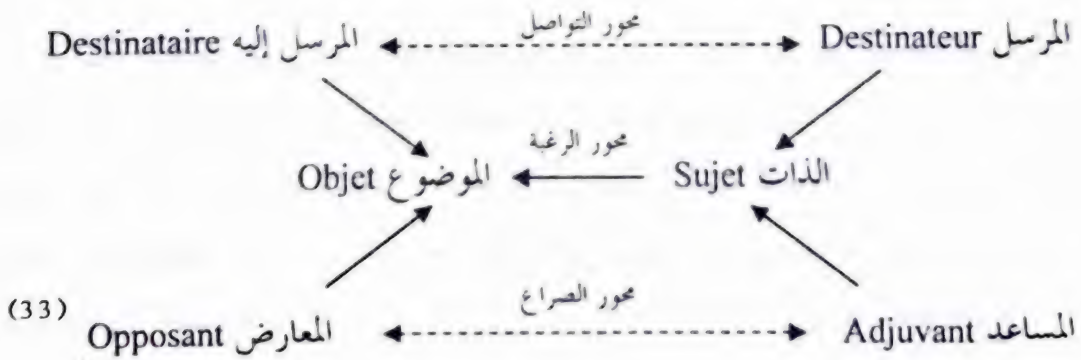 محور التواصل
المرسل Destinateur المرسل إليه Destinataire
محور الرغبة
الذات Sujet الموضوع Objet
محور الصراع
المساعد Adjuvant المعارض Opposant (33)